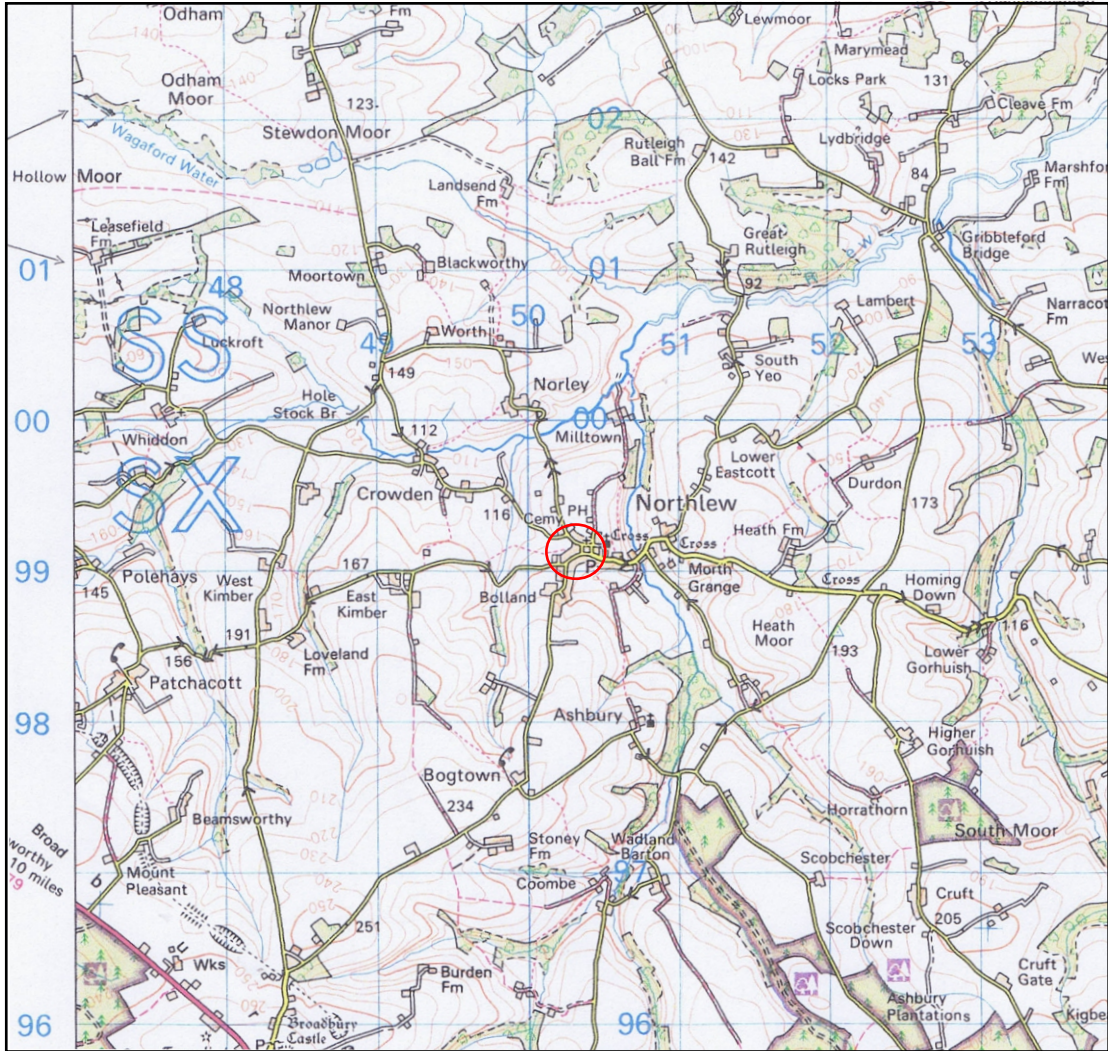 Odham
Fm
Lewmoor
Marymead
Locks Park
131
Odham
Moor
Cleave Fm
123
Stewdon Moor
02
Lydbridge
Wagaford Water
Rutleigh
Ball Fm
142
84
Hollow
Moor
Landsend
Fm
Fm
Leasefield
Fm
Great
Rutleigh
Gribbleford
Bridge
01
Moortown
Blackworthy
01
92
48
Northlew
Manor
Worth
50
Lambert
Fm
SS
Luckroft
51
South
Yeo
52
53
149
Hole
Stock Br
Norley
00
00
Whiddon
112
Milltown
Lower
Eastcott
SX
Crowden
116
Cemy
PH
Northlew
Durdon
173
Cross
Cross
Heath Fm
99
Polehays
167
P
North
Grange
Cross
Homing
Down
145
West
Kimber
East
Kimber
Bolland
116
191
Loveland
Fm
Heath
Moor
193
Lower
Gorhuish
156
Patchacott
98
Ashbury
Higher
Gorhuish
Bogtown
234
Horrathorn
Beamsworthy
South Moor
Broad
worthy
10 miles
79
Mount
Pleasant
Stoney
Fm
Wadland
Barton
97
Scobchester
Coombe
Cruft
251
205
Scobchester
Down
Wks
Burden
Fm
Cruft
Gate
Ashbury
Plantations
96
Broadbury
Castle
96